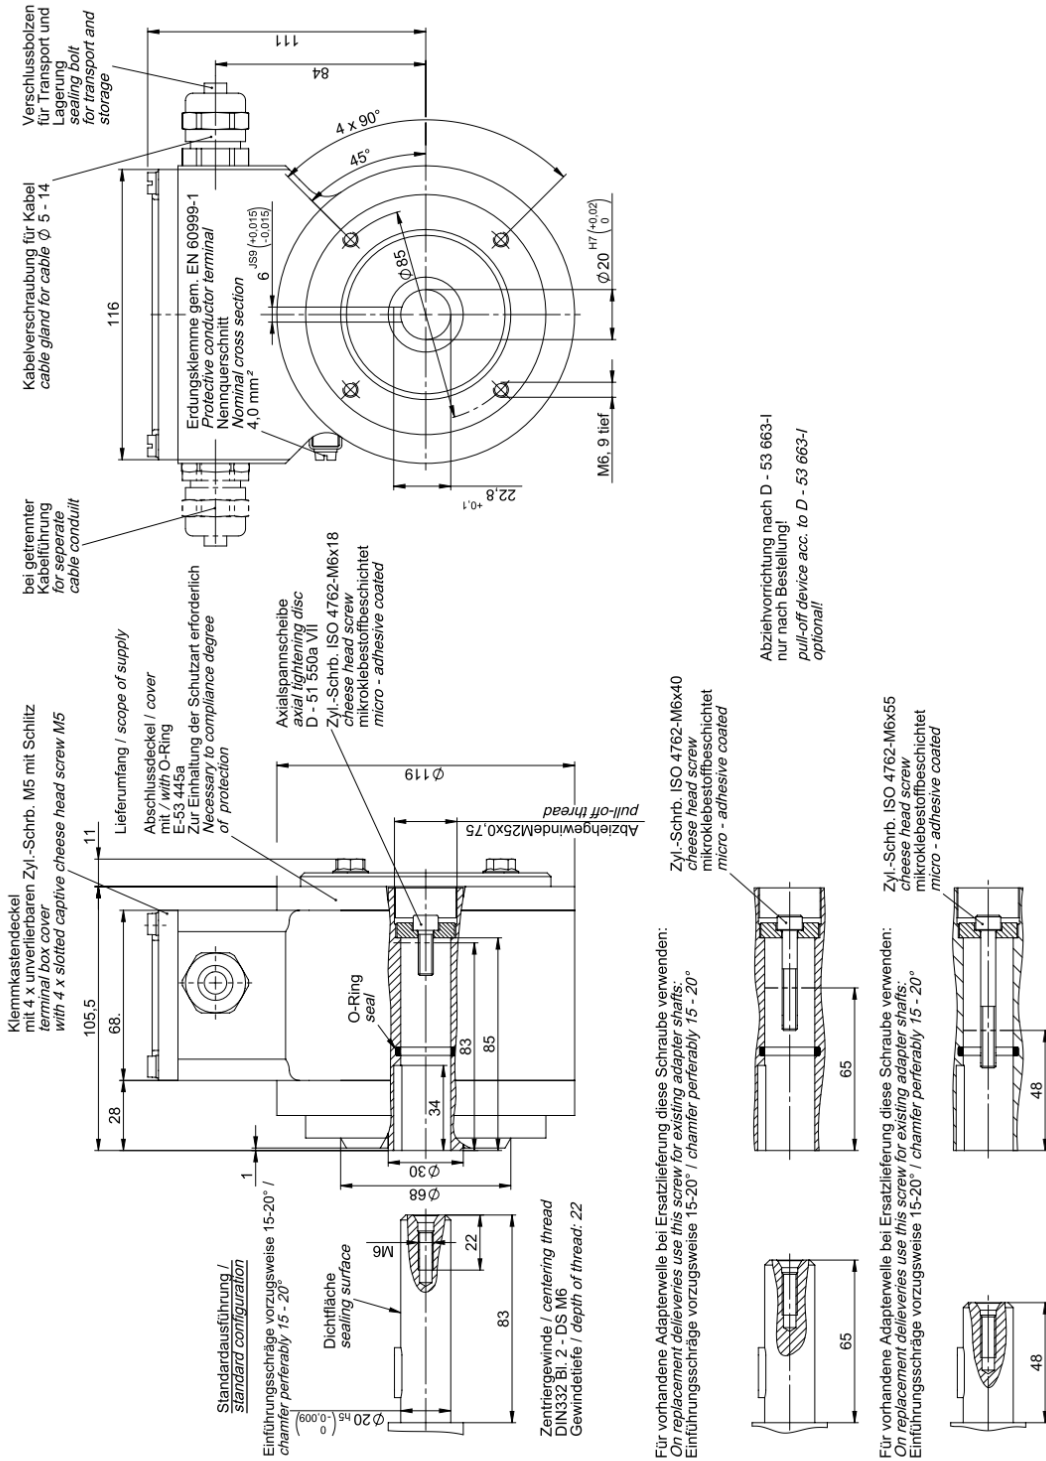 Klemmkastendeckel
mit 4 x unverlierbaren Zyl.-Schrb. M5 mit Schlitz
terminal box cover
with 4 x slotted captive cheese head screw M5
105,5
68
28
1
11
Lieferumfang / scope of supply
Abschlussdeckel / cover
mit / with O-Ring
E-53 445a
Zur Einhaltung der Schutzart erforderlich
Necessary to compliance degree
of protection
Axialspannscheibe
axial tightening disc
D - 51 550a VII
Zyl.-Schrb. ISO 4762-M6x18
cheese head screw
mikroklebestoffbeschichtet
micro - adhesive coated
O-Ring
seal
34
83
85
Φ30
Φ68
Φ119
AbziehgewindeM25x0,75
pull-off thread
bei getrennter
Kabelführung
for seperate
cable conduilt
Kabelverschraubung für Kabel
cable gland for cable Φ 5 - 14
Verschlussbolzen
für Transport und
Lagerung
sealing bolt
for transport and
storage
116
111
84
Erdungsklemme gem. EN 60999-1
Protective conductor terminal
Nennquerschnitt
Nominal cross section
4,0 mm²
6 JS9 (+0,015 -0,015)
4 x 90°
45°
Φ85
Φ20 H7 (+0,02 0)
22,8 +0,1
M6, 9 tief
Standardausführung /
standard configuration
Einführungsschräge vorzugsweise 15-20° /
chamfer perferably 15 - 20°
Dichtfläche
sealing surface
M6
22
83
Φ20 h5 (0 -0,009)
Zentriergewinde / centering thread
DIN332 Bl. 2 - DS M6
Gewindetiefe / depth of thread: 22
Für vorhandene Adapterwelle bei Ersatzlieferung diese Schraube verwenden:
On replacement delieveries use this screw for existing adapter shafts:
Einführungsschräge vorzugsweise 15-20° / chamfer perferably 15 - 20°
65
65
Zyl.-Schrb. ISO 4762-M6x40
cheese head screw
mikroklebestoffbeschichtet
micro - adhesive coated
Abziehvorrichtung nach D - 53 663-I
nur nach Bestellung!
pull-off device acc. to D - 53 663-I
optional!
Für vorhandene Adapterwelle bei Ersatzlieferung diese Schraube verwenden:
On replacement delieveries use this screw for existing adapter shafts:
Einführungsschräge vorzugsweise 15-20° / chamfer perferably 15 - 20°
48
48
Zyl.-Schrb. ISO 4762-M6x55
cheese head screw
mikroklebestoffbeschichtet
micro - adhesive coated